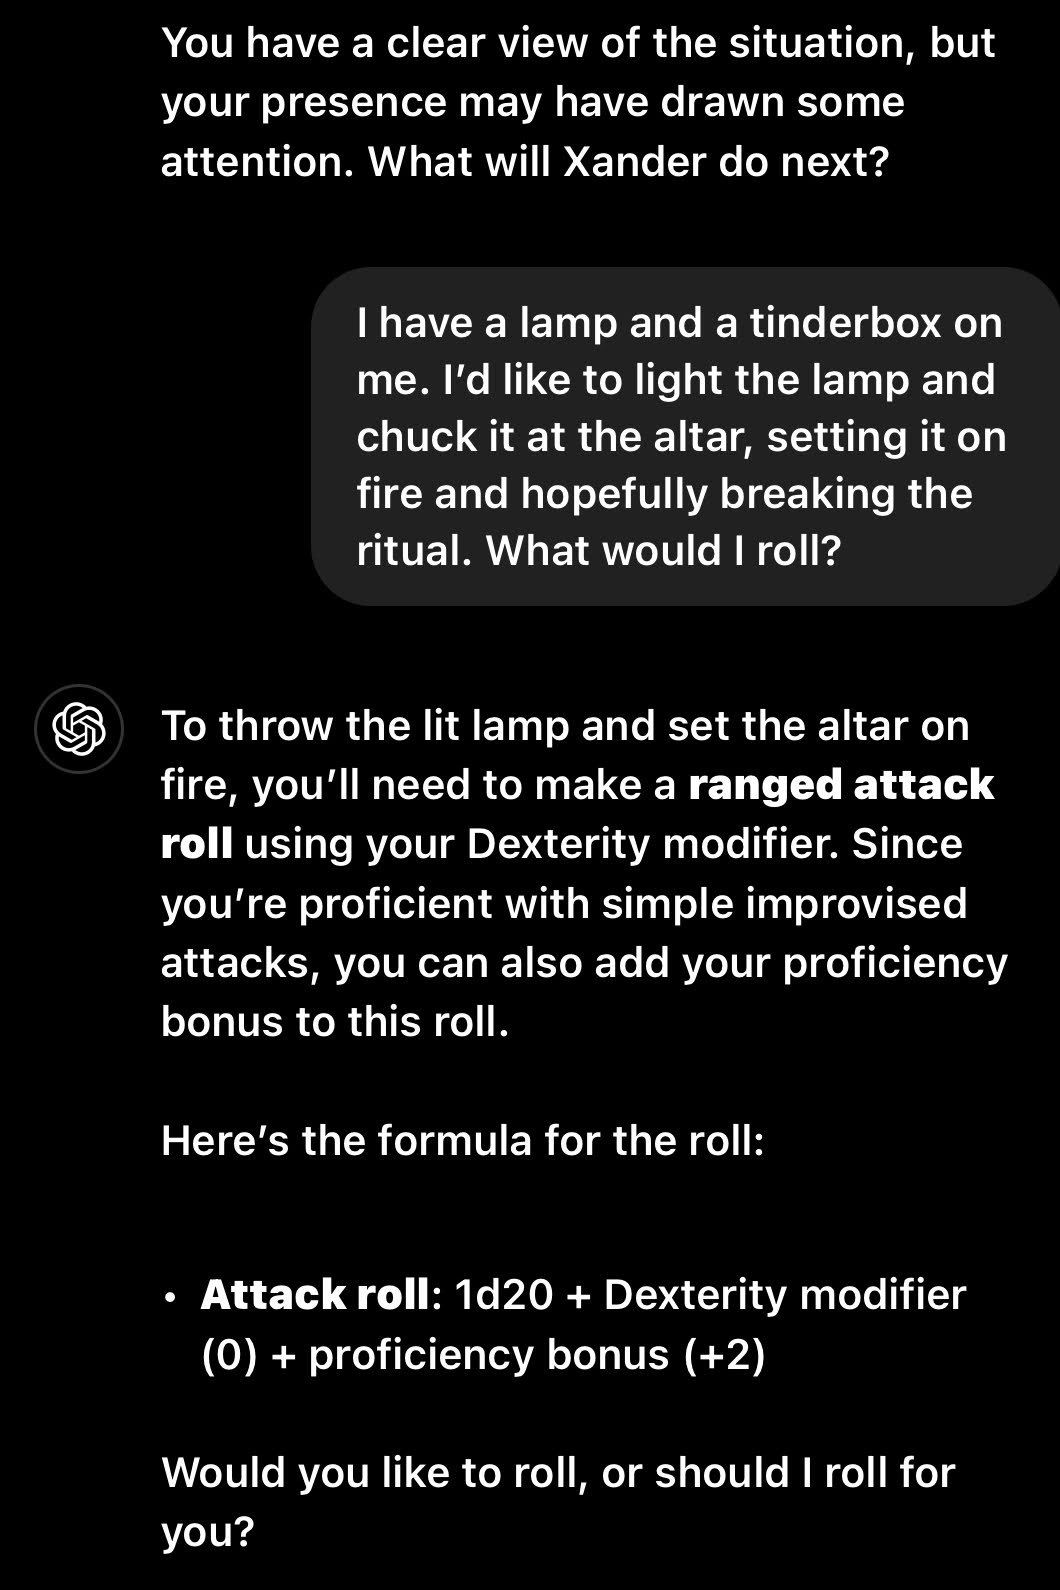 You have a clear view of the situation, but
your presence may have drawn some
attention. What will Xander do next?
I have a lamp and a tinderbox on
me. I’d like to light the lamp and
chuck it at the altar, setting it on
fire and hopefully breaking the
ritual. What would I roll?
To throw the lit lamp and set the altar on
fire, you’ll need to make a ranged attack
roll using your Dexterity modifier. Since
you’re proficient with simple improvised
attacks, you can also add your proficiency
bonus to this roll.
Here’s the formula for the roll:
• Attack roll: 1d20 + Dexterity modifier
(0) + proficiency bonus (+2)
Would you like to roll, or should I roll for
you?